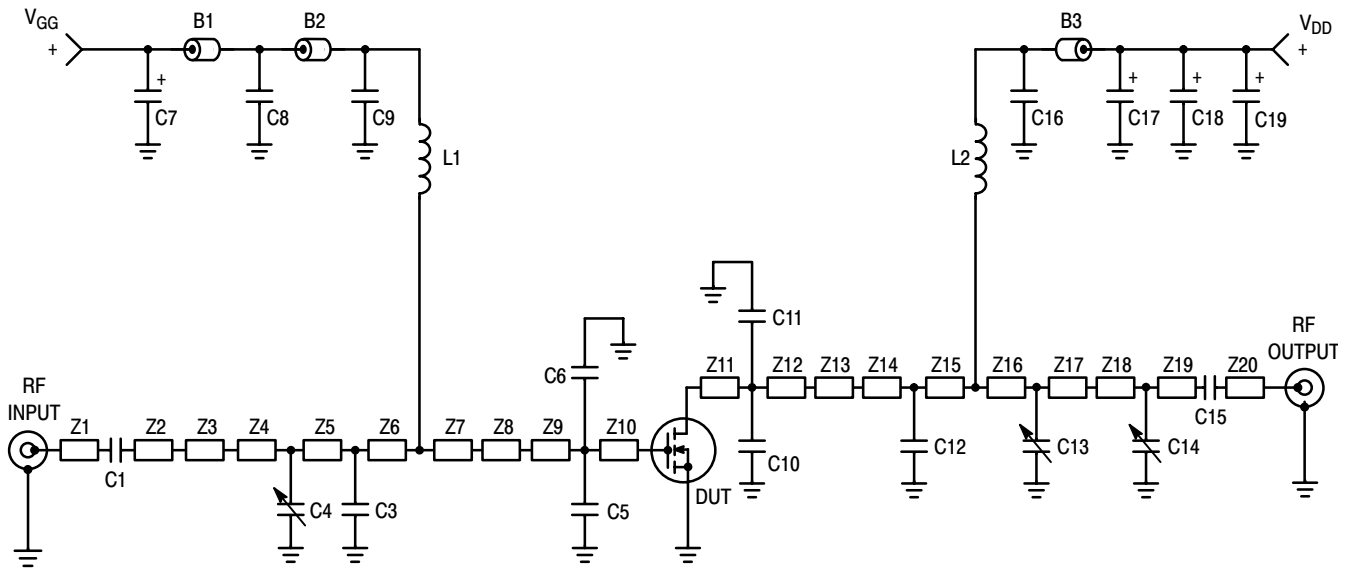 VGG
+
B1
B2
B3
VDD
+
+
C7
C8
C9
C16
+
C17
+
C18
+
C19
L1
L2
C11
C6
RF
INPUT
RF
OUTPUT
Z11
Z12
Z13
Z14
Z15
Z16
Z17
Z18
Z19
Z20
C15
Z1
C1
Z2
Z3
Z4
Z5
Z6
Z7
Z8
Z9
Z10
C10
C12
C13
C14
C4
C3
C5
DUT